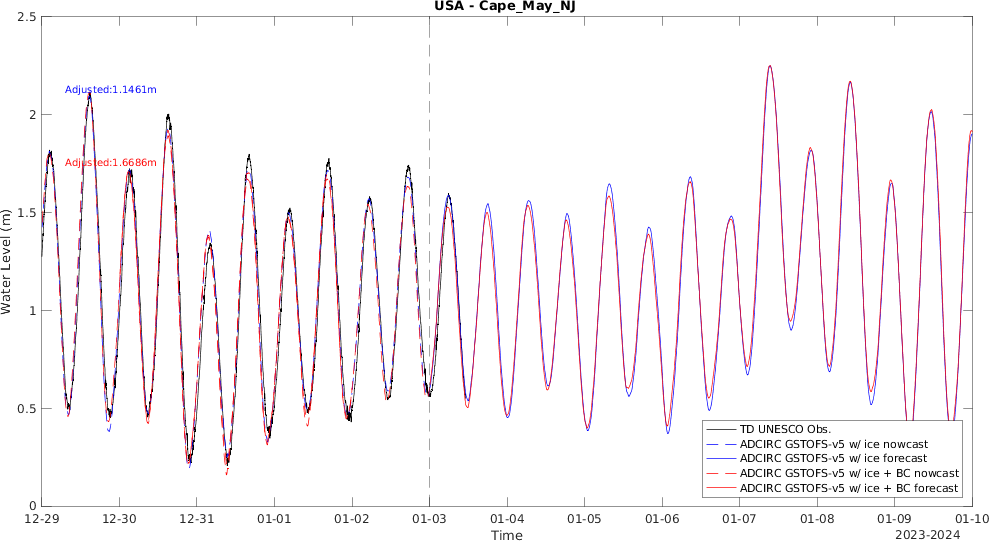 USA - Cape_May_NJ
2.5
2
1.5
1
0.5
0
Water Level (m)
Adjusted:1.1461m
Adjusted:1.6686m
TD UNESCO Obs.
ADCIRC GSTOFS-v5 w/ ice nowcast
ADCIRC GSTOFS-v5 w/ ice forecast
ADCIRC GSTOFS-v5 w/ ice + BC nowcast
ADCIRC GSTOFS-v5 w/ ice + BC forecast
12-29 12-30 12-31 01-01 01-02 01-03 01-04 01-05 01-06 01-07 01-08 01-09 01-10
Time
2023-2024